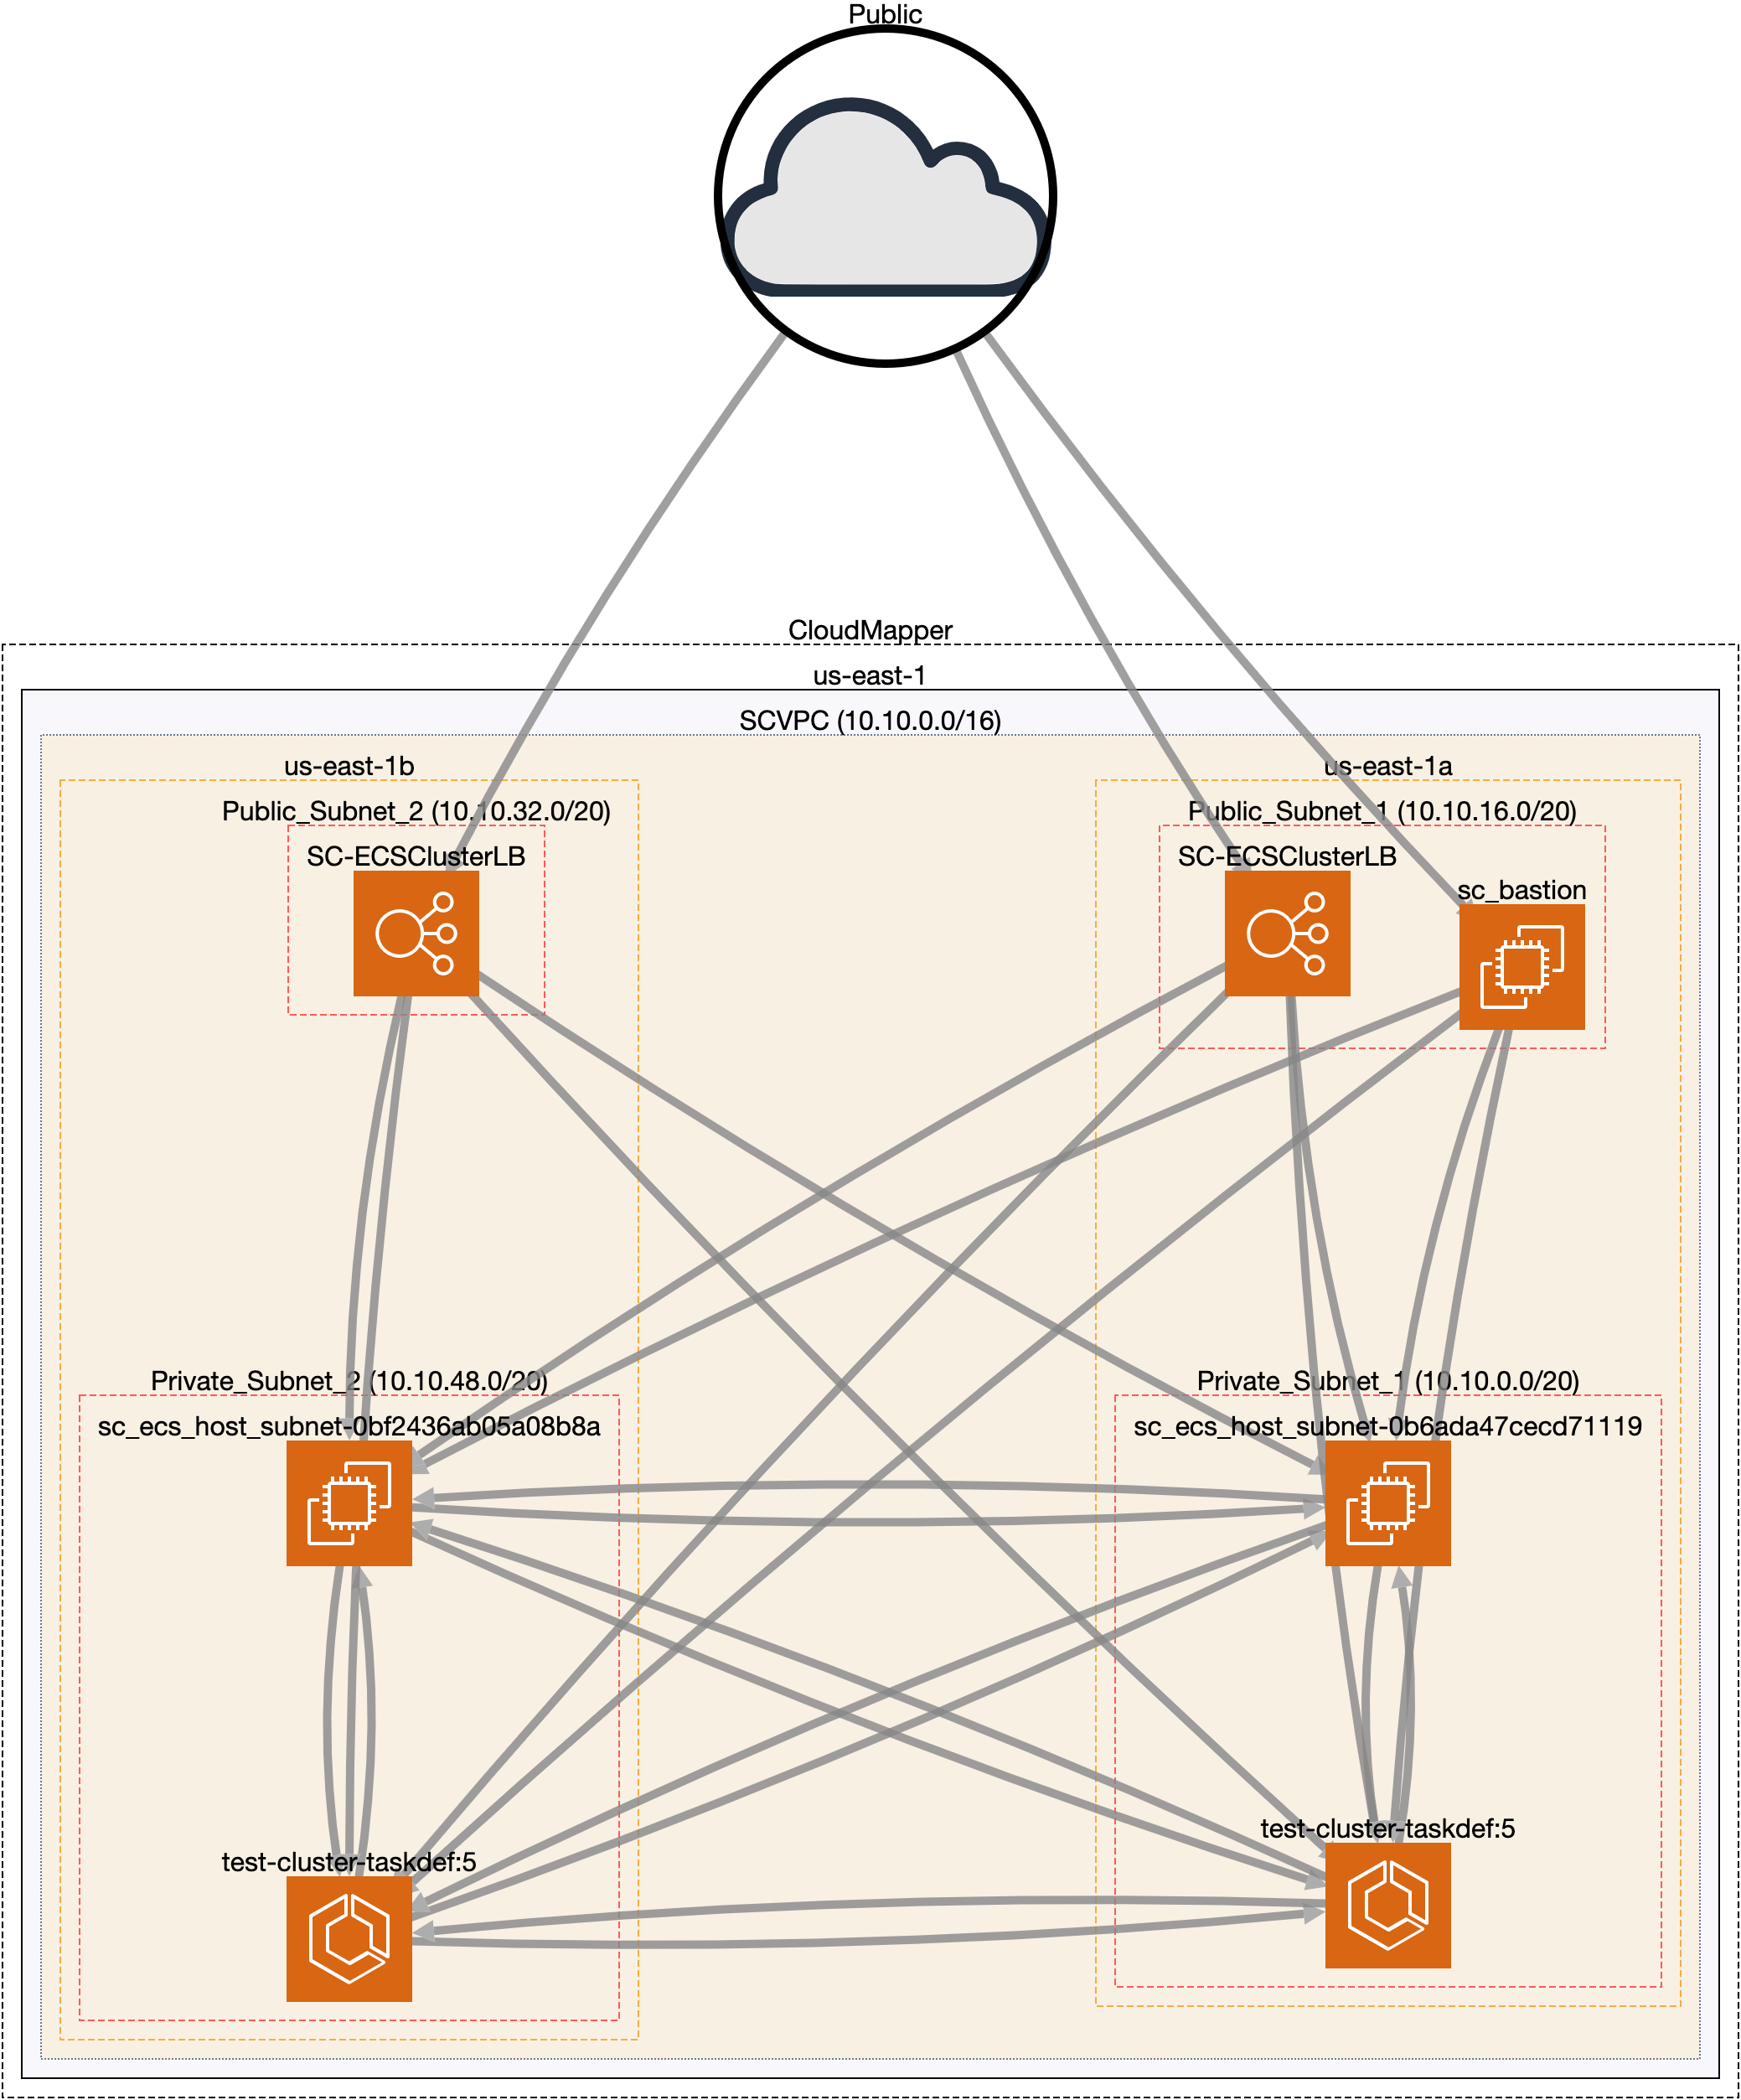 Public
CloudMapper
us-east-1
SCVPC (10.10.0.0/16)
us-east-1b
us-east-1a
Public_Subnet_2 (10.10.32.0/20)
Public_Subnet_1 (10.10.16.0/20)
SC-ECSClusterLB
SC-ECSClusterLB
sc_bastion
Private_Subnet_2 (10.10.48.0/20)
Private_Subnet_1 (10.10.0.0/20)
sc_ecs_host_subnet-0bf2436ab05a08b8a
sc_ecs_host_subnet-0b6ada47cecd71119
test-cluster-taskdef:5
test-cluster-taskdef:5